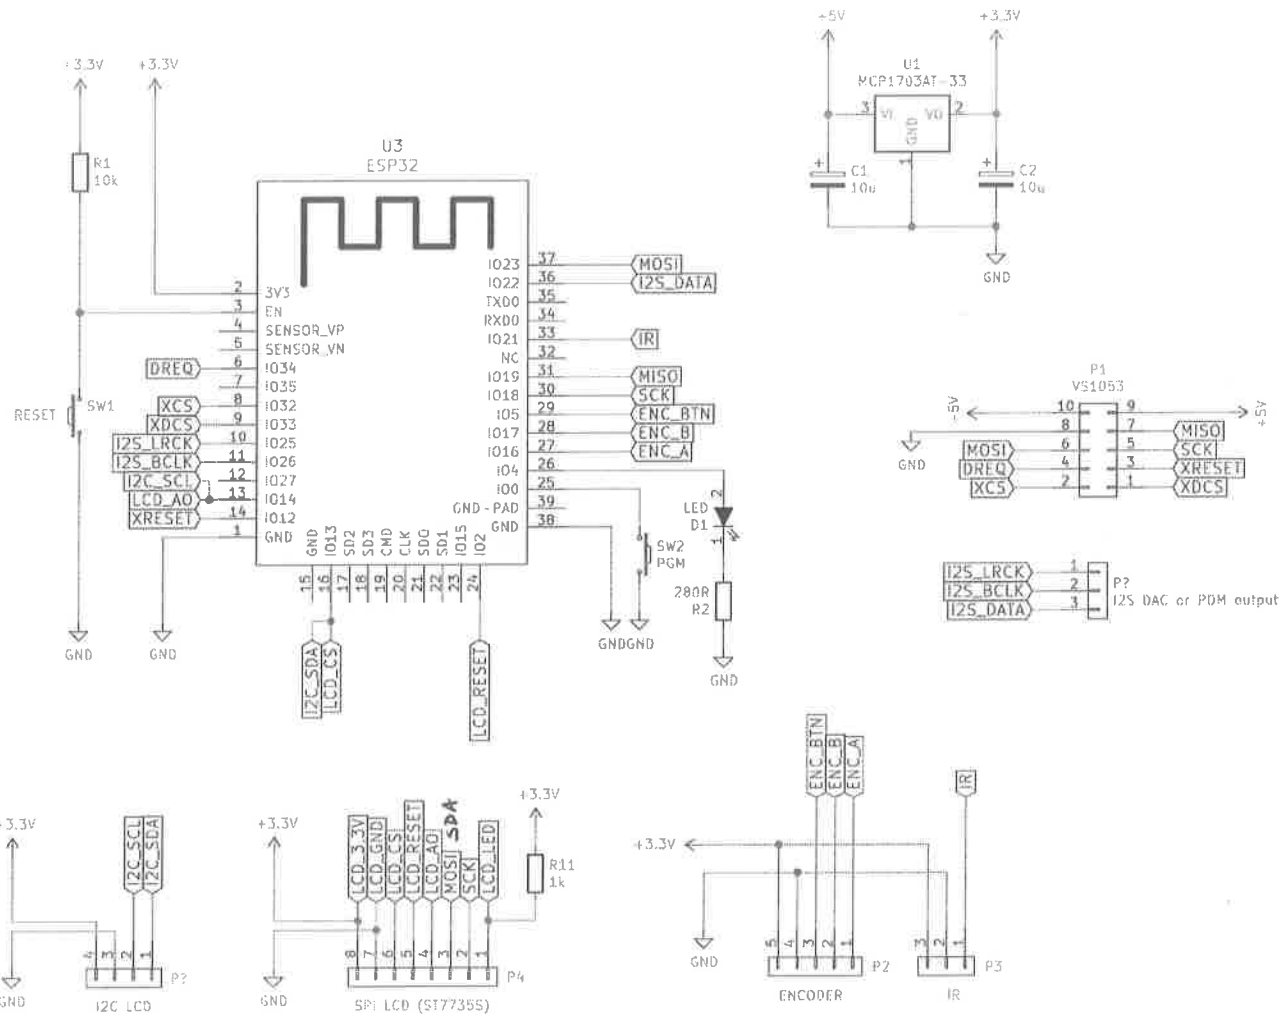 +3.3V
+3.3V
+5V
+3.3V
U1
MCP1703AT-33
3 VI VO 2
GND
1
C1
10u
C2
10u
GND
R1
10k
U3
ESP32
2 3V3
3 EN
4 SENSOR_VP
5 SENSOR_VN
DREQ 6 IO34
7 IO35
XCS 8 IO32
XDCS 9 IO33
I2S_LRCK 10 IO25
I2S_BCLK 11 IO26
I2C_SCL 12 IO27
LCD_AO 13 IO14
XRESET 14 IO12
1 GND
IO23 37 MOSI
IO22 36 I2S_DATA
TXD0 35
RXD0 34
IO21 33 IR
NC 32
IO19 31 MISO
IO18 30 SCK
IO5 29 ENC_BTN
IO17 28 ENC_B
IO16 27 ENC_A
IO4 26
IO0 25
GND-PAD 39
GND 38
GND IO13 SD2 SD3 CMD CLK SD0 SD1 IO15 IO2
15 16 17 18 19 20 21 22 23 24
RESET SW1
GND
GND
I2C_SDA
LCD_CS
LCD_RESET
SW2
PGM
GND GND
2
LED
D1
1
280R
R2
GND
P1
VS1053
-5V 10 9 +5V
GND 8 7 MISO
MOSI 6 5 SCK
DREQ 4 3 XRESET
XCS 2 1 XDCS
I2S_LRCK 1
I2S_BCLK 2
I2S_DATA 3
P?
I2S DAC or PDM output
+3.3V
I2C_SCL
I2C_SDA
4 3 2 1
P?
GND
I2C LCD
+3.3V
LCD_3.3V
LCD_GND
LCD_CS
LCD_RESET
LCD_AO
MOSI
SDA
SCK
LCD_LED
+3.3V
R11
1k
8 7 6 5 4 3 2 1
P4
GND
SPI LCD (ST7735S)
ENC_BTN
ENC_B
ENC_A
IR
+3.3V
GND
5 4 3 2 1
P2
ENCODER
3 2 1
P3
IR